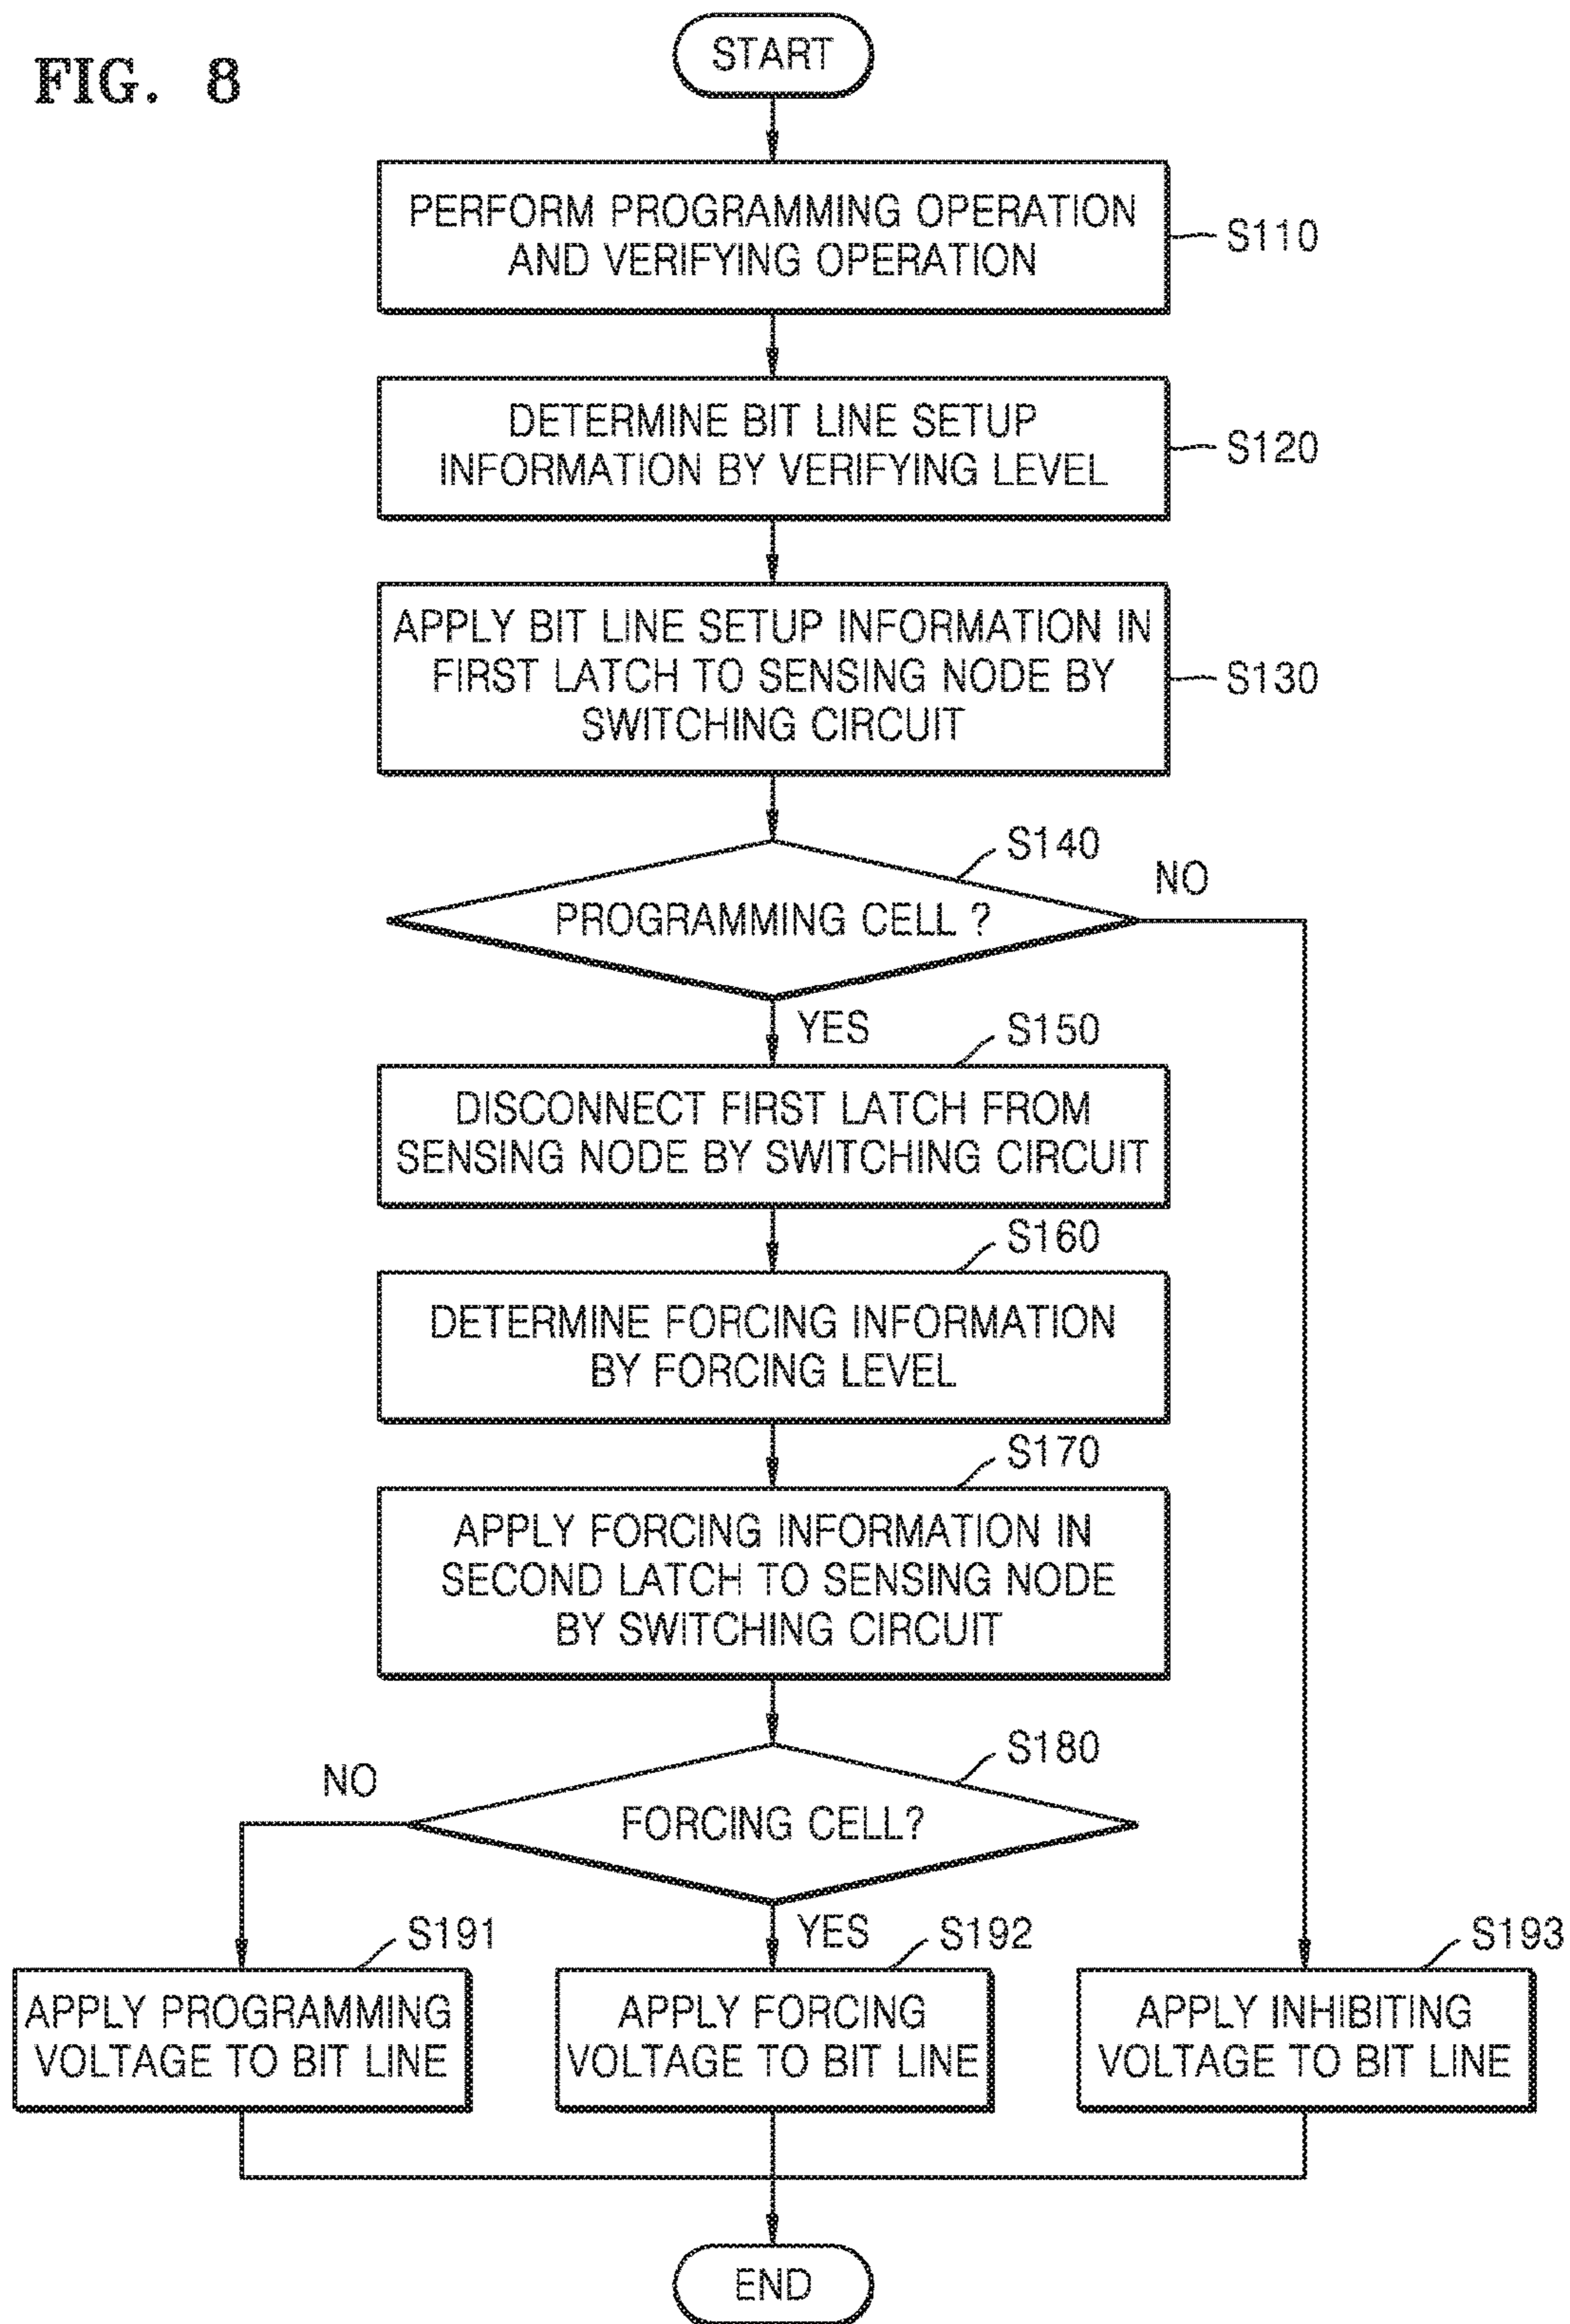 FIG. 8
START
PERFORM PROGRAMMING OPERATION
AND VERIFYING OPERATION
S110
DETERMINE BIT LINE SETUP
INFORMATION BY VERIFYING LEVEL
S120
APPLY BIT LINE SETUP INFORMATION IN
FIRST LATCH TO SENSING NODE BY
SWITCHING CIRCUIT
S130
S140
NO
PROGRAMMING CELL ?
YES
S150
DISCONNECT FIRST LATCH FROM
SENSING NODE BY SWITCHING CIRCUIT
S160
DETERMINE FORCING INFORMATION
BY FORCING LEVEL
S170
APPLY FORCING INFORMATION IN
SECOND LATCH TO SENSING NODE
BY SWITCHING CIRCUIT
S180
NO
FORCING CELL?
YES
S191
APPLY PROGRAMMING
VOLTAGE TO BIT LINE
S192
APPLY FORCING
VOLTAGE TO BIT LINE
S193
APPLY INHIBITING
VOLTAGE TO BIT LINE
END